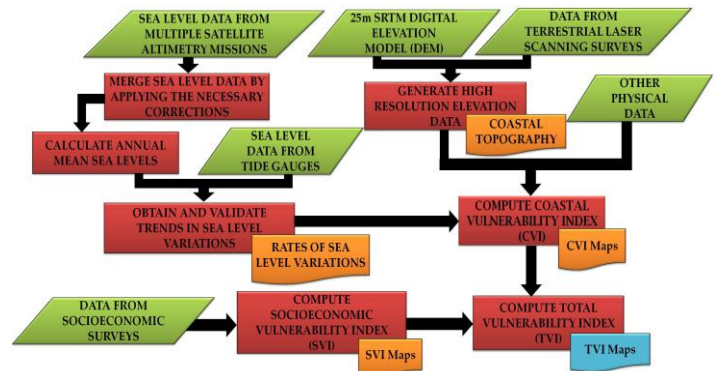 SEA LEVEL DATA FROM
MULTIPLE SATELLITE
ALTIMETRY MISSIONS
25m SRTM DIGITAL
ELEVATION
MODEL (DEM)
DATA FROM
TERRESTRIAL LASER
SCANNING SURVEYS
MERGE SEA LEVEL DATA BY
APPLYING THE NECESSARY
CORRECTIONS
GENERATE HIGH
RESOLUTION ELEVATION
DATA
COASTAL
TOPOGRAPHY
OTHER
PHYSICAL
DATA
CALCULATE ANNUAL
MEAN SEA LEVELS
SEA LEVEL
DATA FROM
TIDE GAUGES
OBTAIN AND VALIDATE
TRENDS IN SEA LEVEL
VARIATIONS
RATES OF SEA
LEVEL VARIATIONS
COMPUTE COASTAL
VULNERABILITY INDEX
(CVI)
CVI Maps
DATA FROM
SOCIOECONOMIC
SURVEYS
COMPUTE
SOCIOECONOMIC
VULNERABILITY INDEX
(SVI)
SVI Maps
COMPUTE TOTAL
VULNERABILITY INDEX
(TVI)
TVI Maps